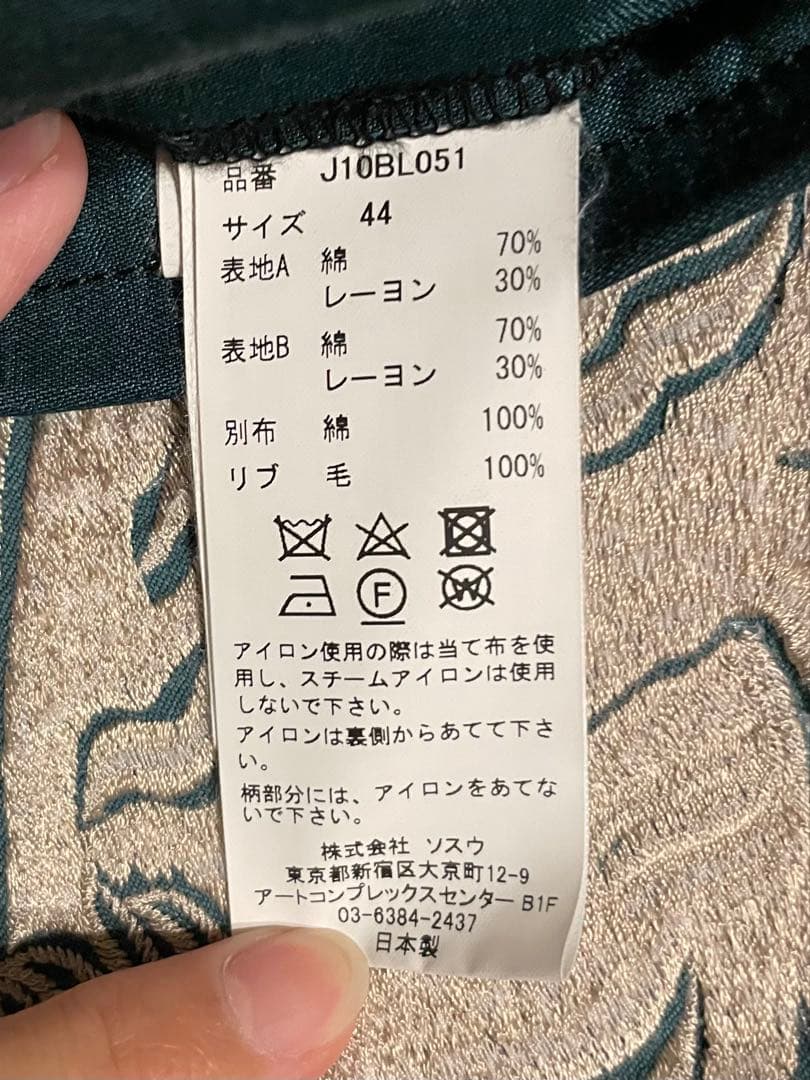 品番 J10BL051
サイズ 44
表地A 綿 70%
レーヨン 30%
表地B 綿 70%
レーヨン 30%
別布 綿 100%
リブ 毛 100%
F W
アイロン使用の際は当て布を使
用し、スチームアイロンは使用
しないで下さい。
アイロンは裏側からあてて下さ
い。
柄部分には、アイロンをあてな
いで下さい。
株式会社 ソスウ
東京都新宿区大京町12-9
アートコンプレックスセンター B1F
03-6384-2437
日本製